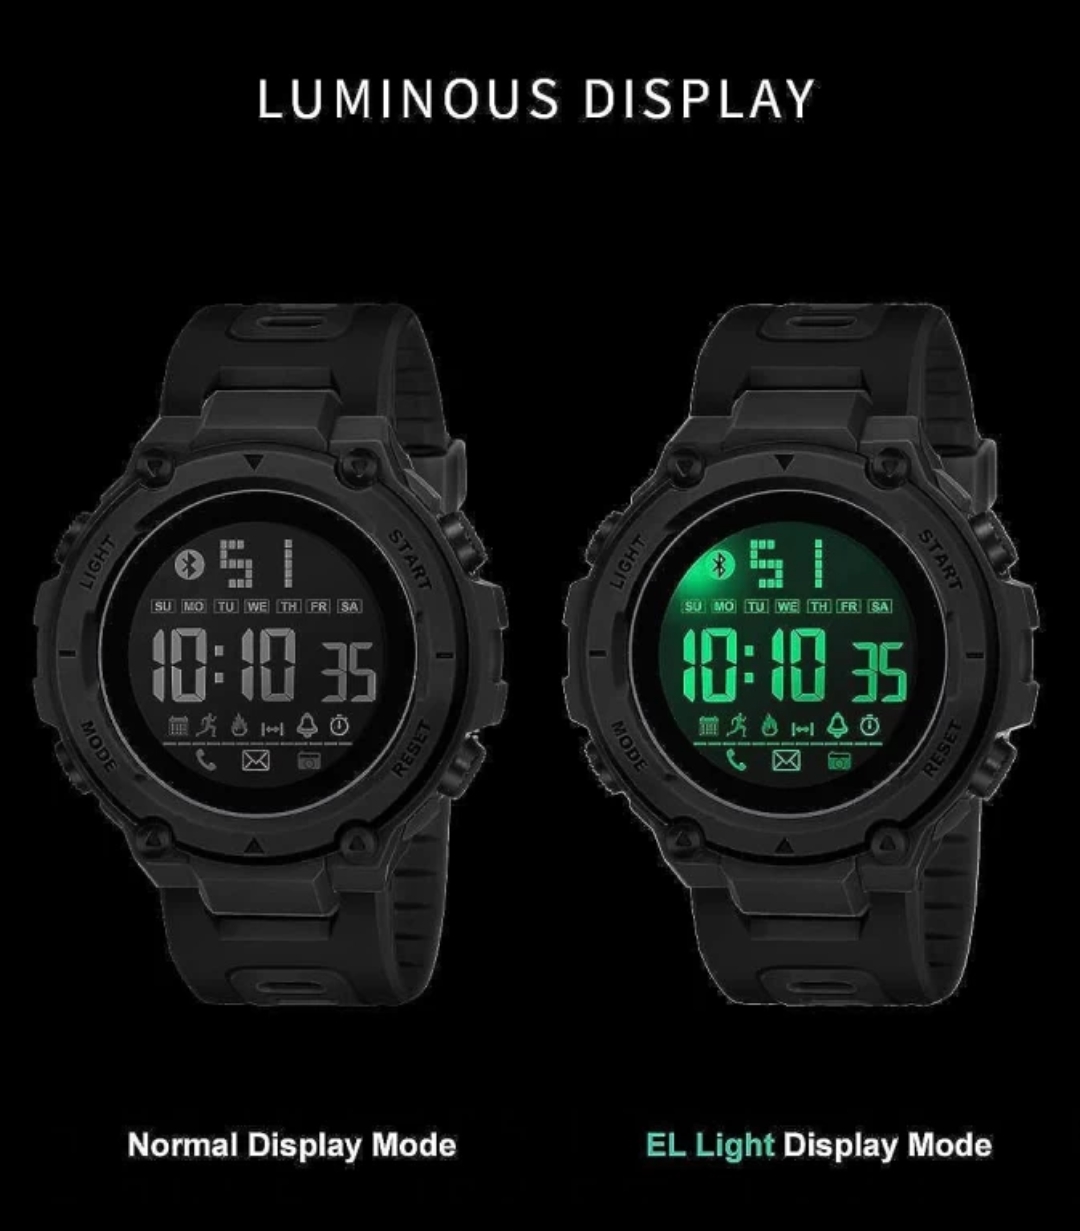 LUMINOUS DISPLAY
LIGHT
START
51
SU MO TU WE TH FR SA
10:10 35
MODE
RESET
LIGHT
START
51
SU MO TU WE TH FR SA
10:10 35
MODE
RESET
Normal Display Mode
EL Light Display Mode